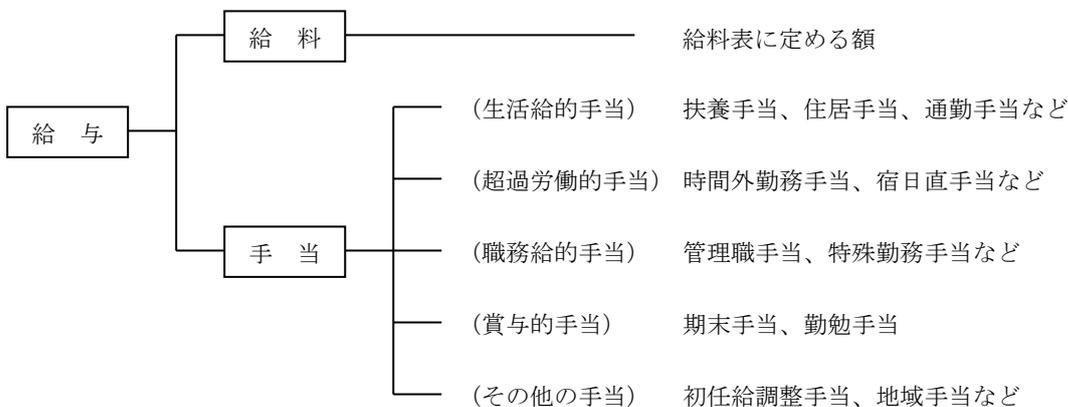 給 料 給料表に定める額
(生活給的手当) 扶養手当、住居手当、通勤手当など
給 与
(超過労働的手当) 時間外勤務手当、宿日直手当など
手 当 (職務給的手当) 管理職手当、特殊勤務手当など
(賞与的手当) 期末手当、勤勉手当
(その他の手当) 初任給調整手当、地域手当など